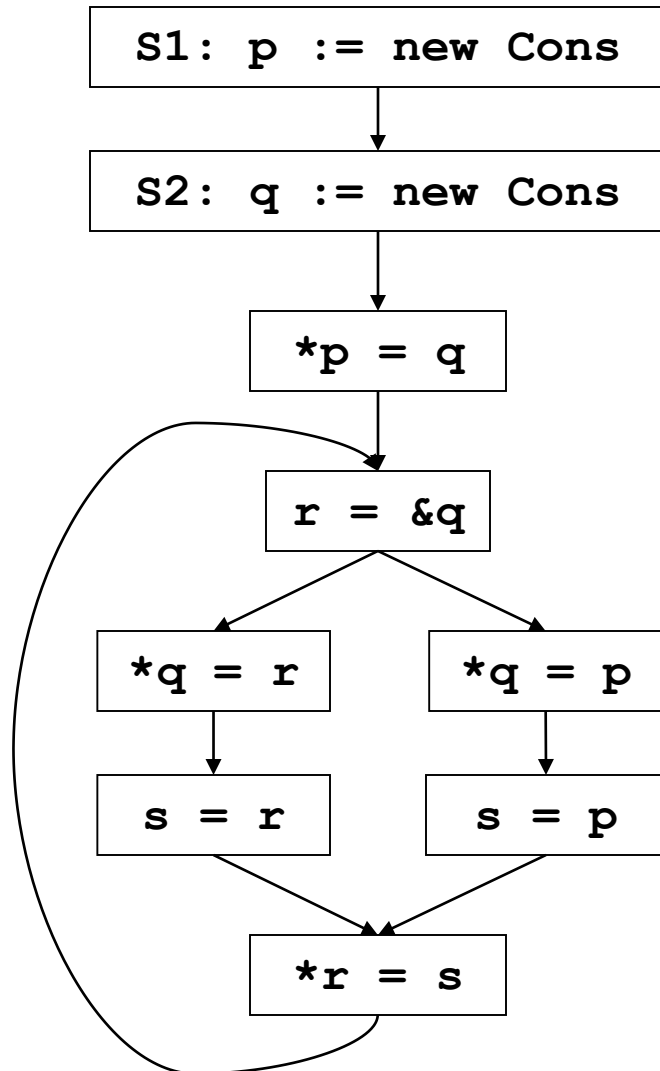 S1: p := new Cons
S2: q := new Cons
*p = q
r = &q
*q = r
*q = p
s = r
s = p
*r = s